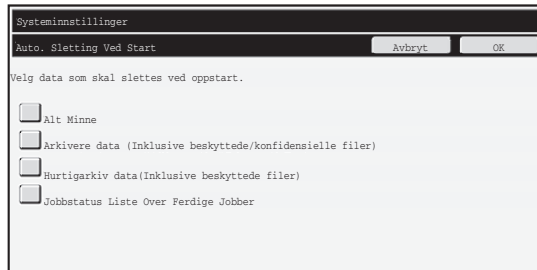 Systeminnstillinger
Auto. Sletting Ved Start Avbryt OK
Velg data som skal slettes ved oppstart.
Alt Minne
Arkivere data (Inklusive beskyttede/konfidensielle filer)
Hurtigarkiv data(Inklusive beskyttede filer)
Jobbstatus Liste Over Ferdige Jobber